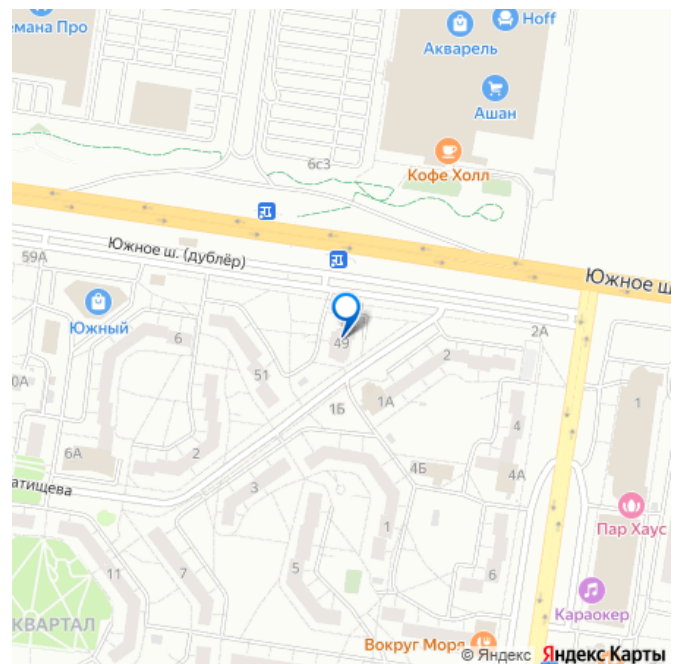 емана Про
Hoff
Акварель
Ашан
Кофе Холл
6с3
Южное ш. (дублёр)
Южное ш
59А
Южный
6
49
51
2
2А
1Б
1А
1
4
4Б
4А
0А
6А
2
3
атищева
1
Пар Хаус
11
7
5
6
КВАРТАЛ
Караокер
Вокруг Моря
© Яндекс Яндекс Карты